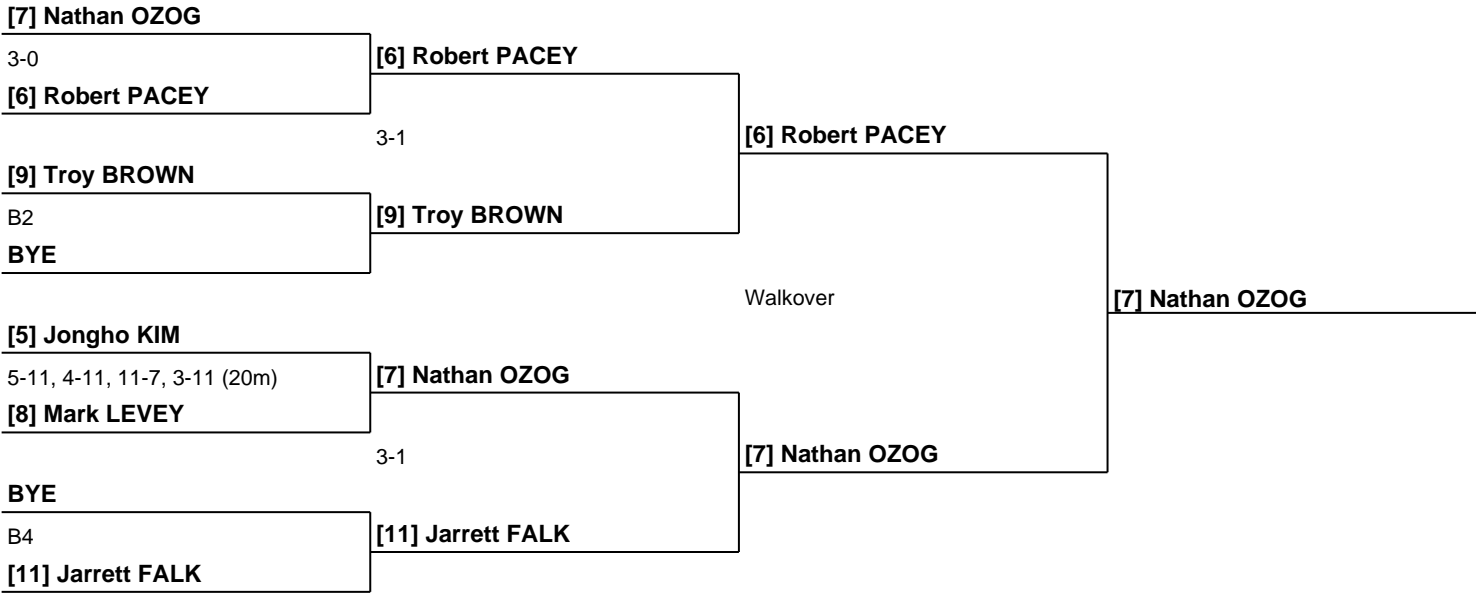 [7] Nathan OZOG
3-0
[6] Robert PACEY
[6] Robert PACEY
3-1
[6] Robert PACEY
[9] Troy BROWN
B2
[9] Troy BROWN
BYE
Walkover
[7] Nathan OZOG
[5] Jongho KIM
5-11, 4-11, 11-7, 3-11 (20m)
[7] Nathan OZOG
[8] Mark LEVEY
3-1
[7] Nathan OZOG
BYE
B4
[11] Jarrett FALK
[11] Jarrett FALK